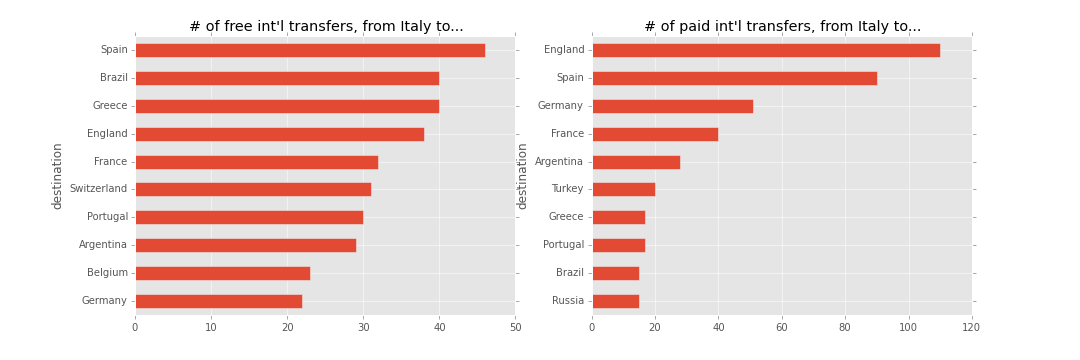 # of free int'l transfers, from Italy to...
destination
Spain
Brazil
Greece
England
France
Switzerland
Portugal
Argentina
Belgium
Germany
0 10 20 30 40 50
# of paid int'l transfers, from Italy to...
destination
England
Spain
Germany
France
Argentina
Turkey
Greece
Portugal
Brazil
Russia
0 20 40 60 80 100 120